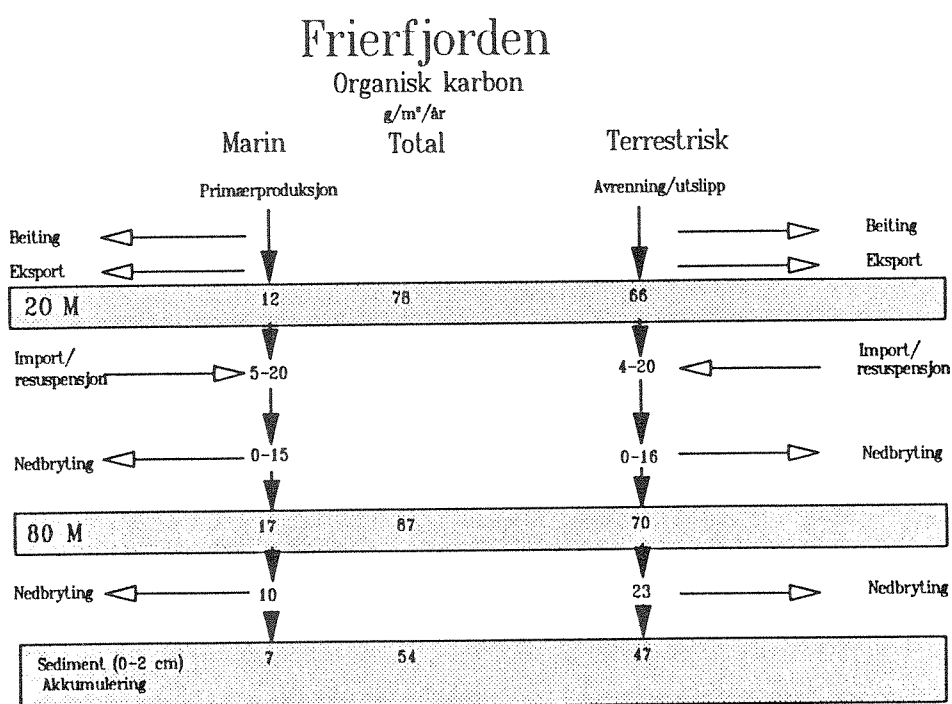 Frierfjorden
Organisk karbon
g/m²/år
Marin Total Terrestrisk
Primærproduksjon Avrenning/utslipp
Beiting Beiting
Eksport Eksport
20 M 12 78 66
Import/ Import/
resuspensjon 5-20 4-20 resuspensjon
Nedbryting 0-15 0-16 Nedbryting
80 M 17 87 70
Nedbryting 10 23 Nedbryting
Sediment (0-2 cm) 7 54 47
Akkumulering